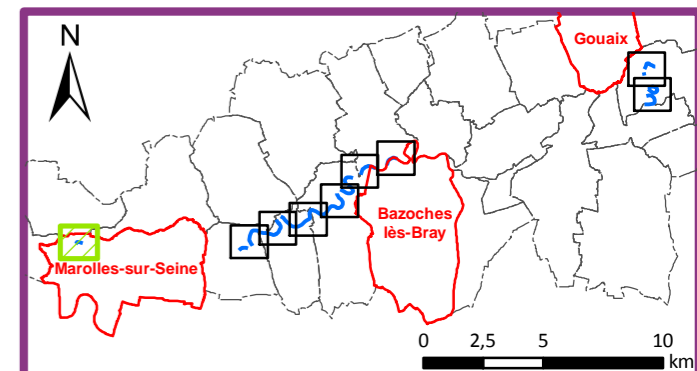 N
Gouaix
Bazoches
lès-Bray
Marolles-sur-Seine
0 2,5 5 10
km